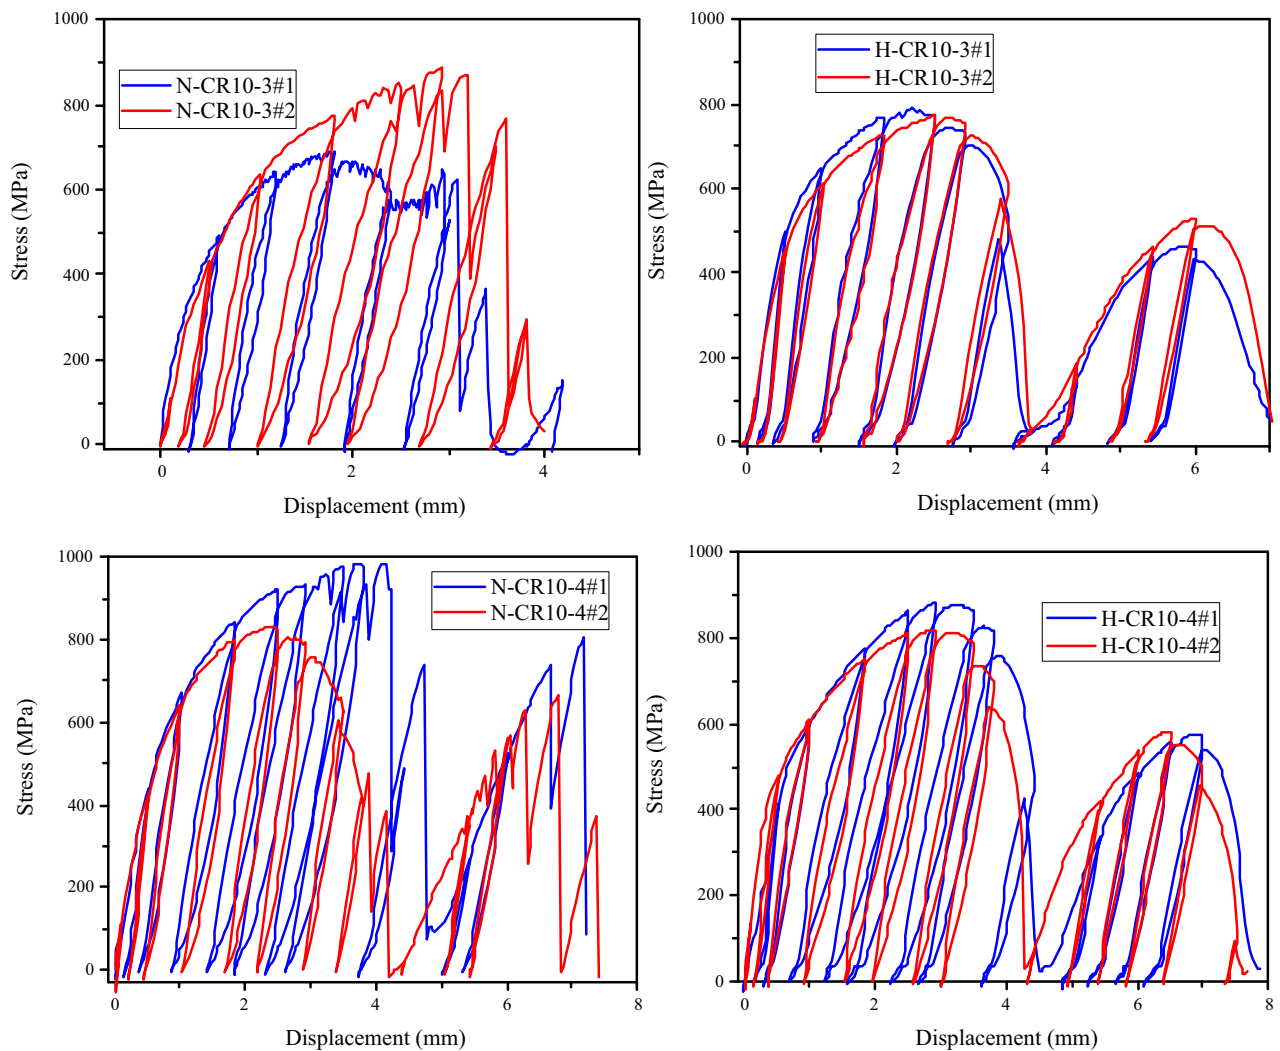 1000
800
600
400
200
0
Stress (MPa)
N-CR10-3#1
N-CR10-3#2
0 2 4
Displacement (mm)
1000
800
600
400
200
0
Stress (MPa)
H-CR10-3#1
H-CR10-3#2
0 2 4 6
Displacement (mm)
1000
800
600
400
200
0
Stress (MPa)
N-CR10-4#1
N-CR10-4#2
0 2 4 6 8
Displacement (mm)
1000
800
600
400
200
0
Stress (MPa)
H-CR10-4#1
H-CR10-4#2
0 2 4 6 8
Displacement (mm)